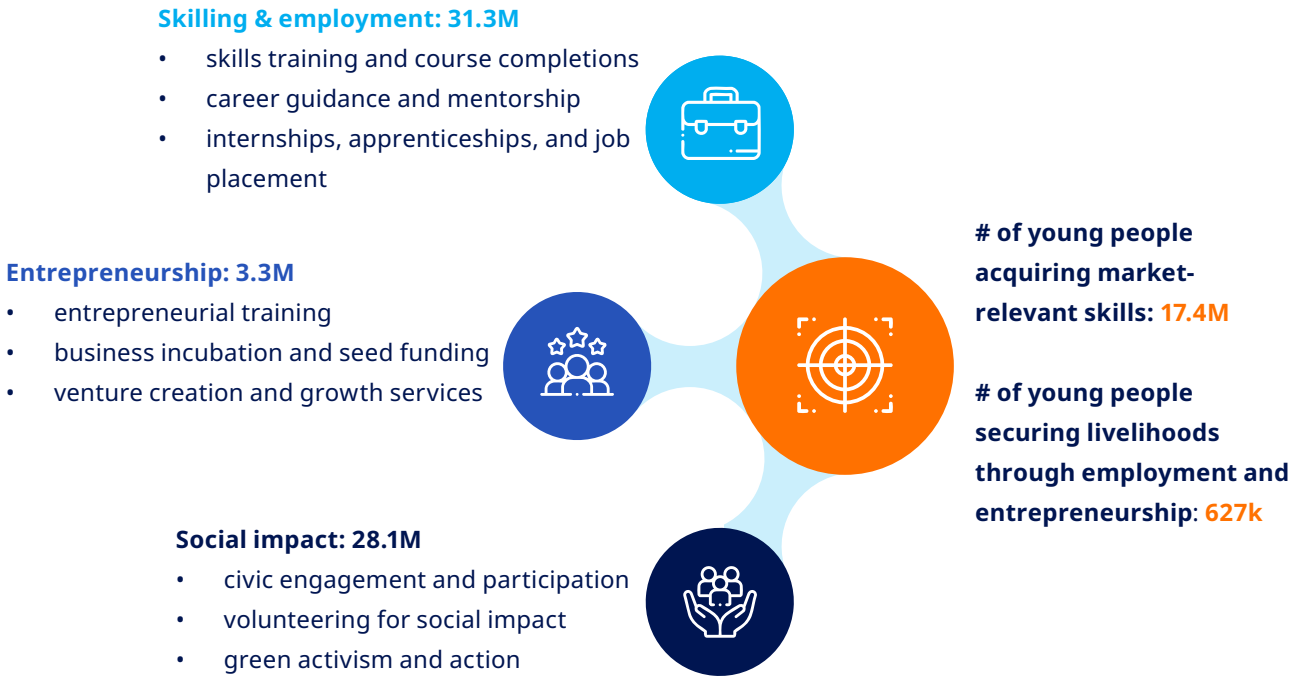 Skilling & employment: 31.3M
• skills training and course completions
• career guidance and mentorship
• internships, apprenticeships, and job
placement
Entrepreneurship: 3.3M
• entrepreneurial training
• business incubation and seed funding
• venture creation and growth services
Social impact: 28.1M
• civic engagement and participation
• volunteering for social impact
• green activism and action
# of young people
acquiring market-
relevant skills: 17.4M
# of young people
securing livelihoods
through employment and
entrepreneurship: 627k